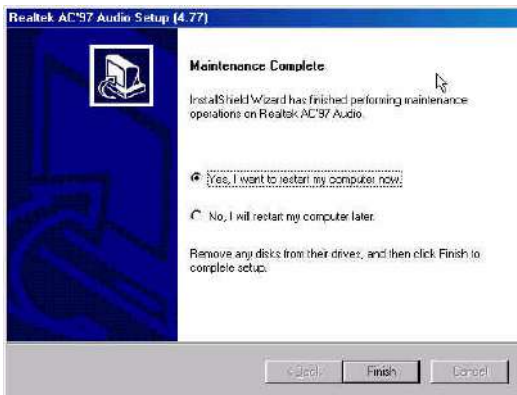 Realtek AC'97 Audio Setup (4.77)
Maintenance Complete
InstallShield Wizard has finished performing maintenance
operations on Realtek AC'97 Audio.
Yes, I want to restart my computer now.
No, I will restart my computer later.
Remove any disks from their drives, and then click Finish to
complete setup.
< Back
Finish
Cancel